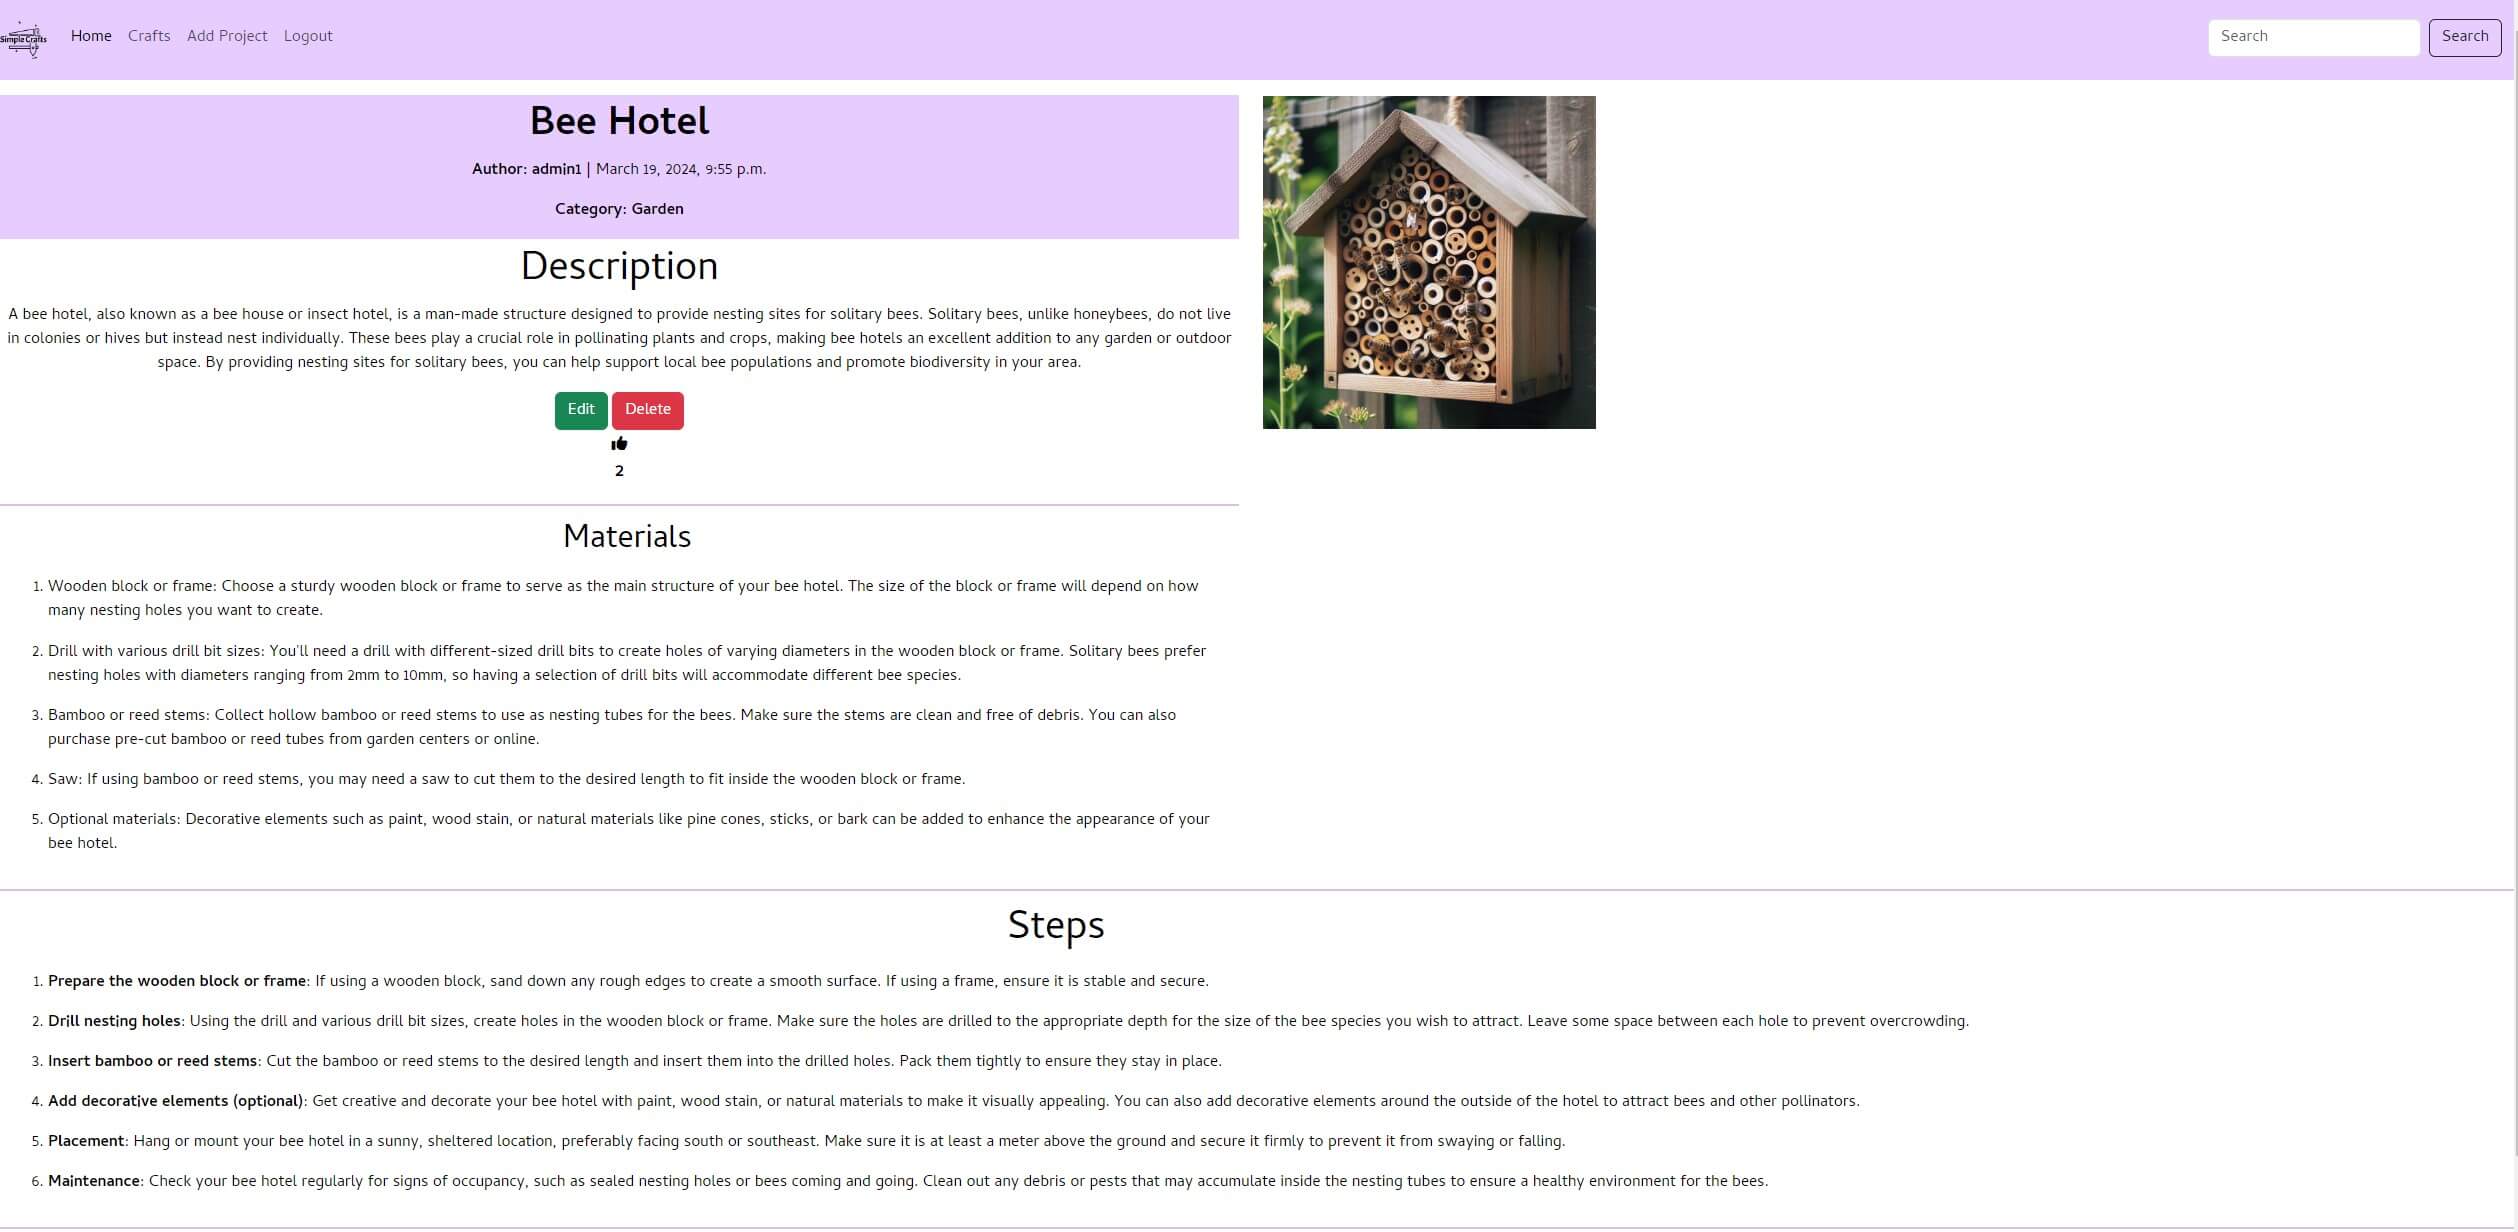 Simple Crafts
Home Crafts Add Project Logout
Search
Search
Bee Hotel
Author: admin1 | March 19, 2024, 9:55 p.m.
Category: Garden
Description
A bee hotel, also known as a bee house or insect hotel, is a man-made structure designed to provide nesting sites for solitary bees. Solitary bees, unlike honeybees, do not live
in colonies or hives but instead nest individually. These bees play a crucial role in pollinating plants and crops, making bee hotels an excellent addition to any garden or outdoor
space. By providing nesting sites for solitary bees, you can help support local bee populations and promote biodiversity in your area.
Edit Delete
2
Materials
1. Wooden block or frame: Choose a sturdy wooden block or frame to serve as the main structure of your bee hotel. The size of the block or frame will depend on how
many nesting holes you want to create.
2. Drill with various drill bit sizes: You'll need a drill with different-sized drill bits to create holes of varying diameters in the wooden block or frame. Solitary bees prefer
nesting holes with diameters ranging from 2mm to 10mm, so having a selection of drill bits will accommodate different bee species.
3. Bamboo or reed stems: Collect hollow bamboo or reed stems to use as nesting tubes for the bees. Make sure the stems are clean and free of debris. You can also
purchase pre-cut bamboo or reed tubes from garden centers or online.
4. Saw: If using bamboo or reed stems, you may need a saw to cut them to the desired length to fit inside the wooden block or frame.
5. Optional materials: Decorative elements such as paint, wood stain, or natural materials like pine cones, sticks, or bark can be added to enhance the appearance of your
bee hotel.
Steps
1. Prepare the wooden block or frame: If using a wooden block, sand down any rough edges to create a smooth surface. If using a frame, ensure it is stable and secure.
2. Drill nesting holes: Using the drill and various drill bit sizes, create holes in the wooden block or frame. Make sure the holes are drilled to the appropriate depth for the size of the bee species you wish to attract. Leave some space between each hole to prevent overcrowding.
3. Insert bamboo or reed stems: Cut the bamboo or reed stems to the desired length and insert them into the drilled holes. Pack them tightly to ensure they stay in place.
4. Add decorative elements (optional): Get creative and decorate your bee hotel with paint, wood stain, or natural materials to make it visually appealing. You can also add decorative elements around the outside of the hotel to attract bees and other pollinators.
5. Placement: Hang or mount your bee hotel in a sunny, sheltered location, preferably facing south or southeast. Make sure it is at least a meter above the ground and secure it firmly to prevent it from swaying or falling.
6. Maintenance: Check your bee hotel regularly for signs of occupancy, such as sealed nesting holes or bees coming and going. Clean out any debris or pests that may accumulate inside the nesting tubes to ensure a healthy environment for the bees.